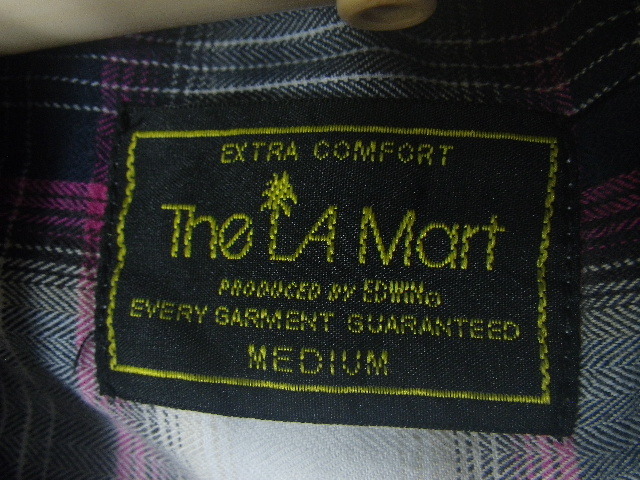 EXTRA COMFORT
The LA Mart
PRODUCED BY EDWIN
EVERY GARMENT GUARANTEED
MEDIUM